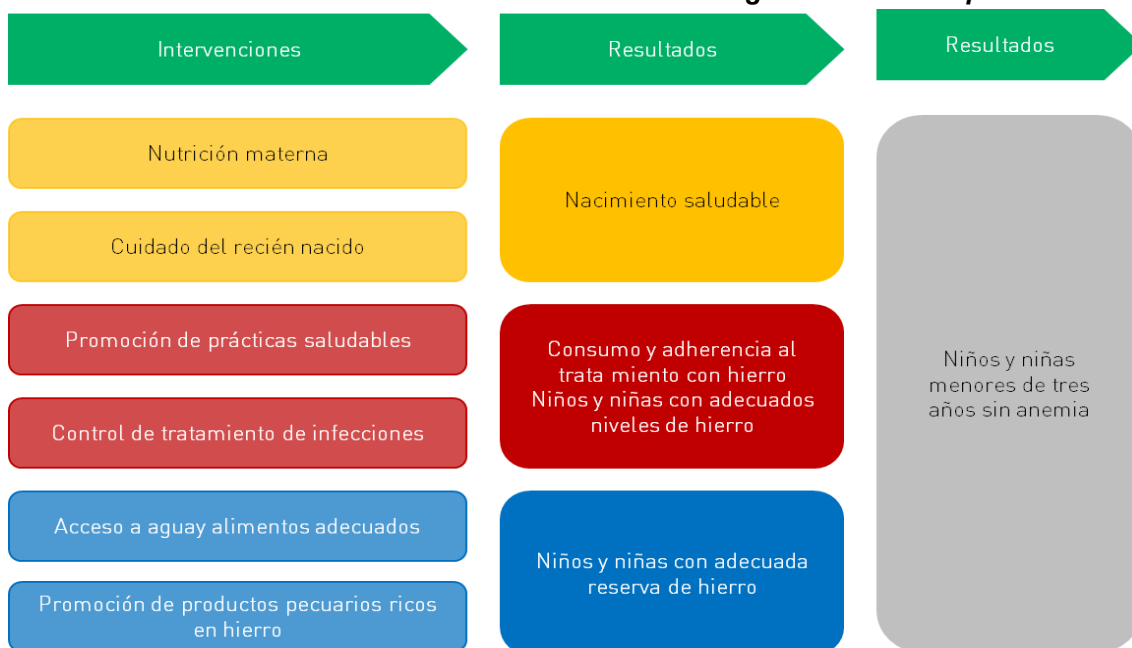 Intervenciones
Resultados
Resultados
Nutrición materna
Cuidado del recién nacido
Promoción de prácticas saludables
Control de tratamiento de infecciones
Acceso a aguay alimentos adecuados
Promoción de productos pecuarios ricos
en hierro
Nacimiento saludable
Consumo y adherencia al
trata miento con hierro
Niños y niñas con adecuados
niveles de hierro
Niños y niñas con adecuada
reserva de hierro
Niños y niñas
menores de tres
años sin anemia